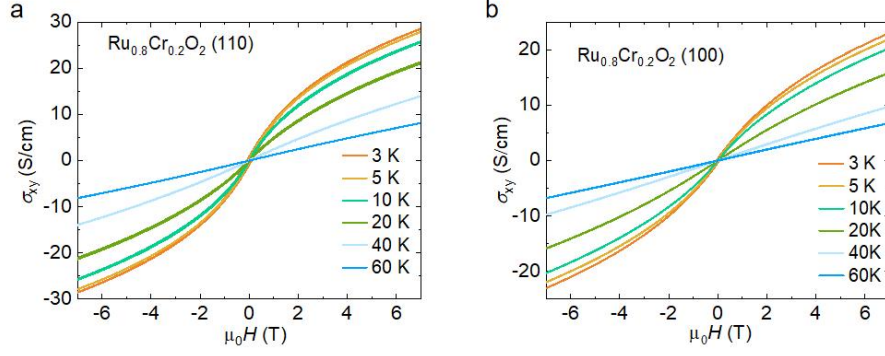 a
Ru0.8Cr0.2O2 (110)
σxy (S/cm)
30
20
10
0
-10
-20
-30
-6
-4
-2
0
2
4
6
μ0H (T)
3 K
5 K
10 K
20 K
40 K
60 K
b
Ru0.8Cr0.2O2 (100)
σxy (S/cm)
20
10
0
-10
-20
-6
-4
-2
0
2
4
6
μ0H (T)
3 K
5 K
10K
20K
40K
60K